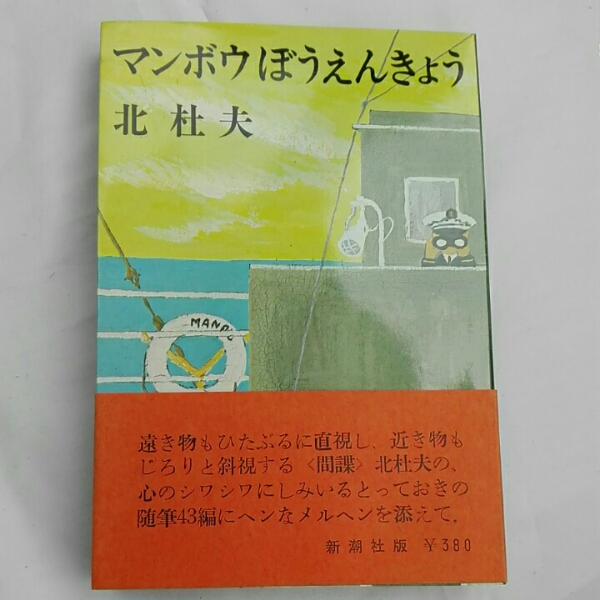 マンボウぼうえんきょう
北杜夫
MANBO
遠き物もひたぶるに直視し、近き物も
じろりと斜視する〈間諜〉北杜夫の、
心のシワシワにしみいるとっておきの
随筆43編にヘンなメルヘンを添えて。
新潮社版 ￥380